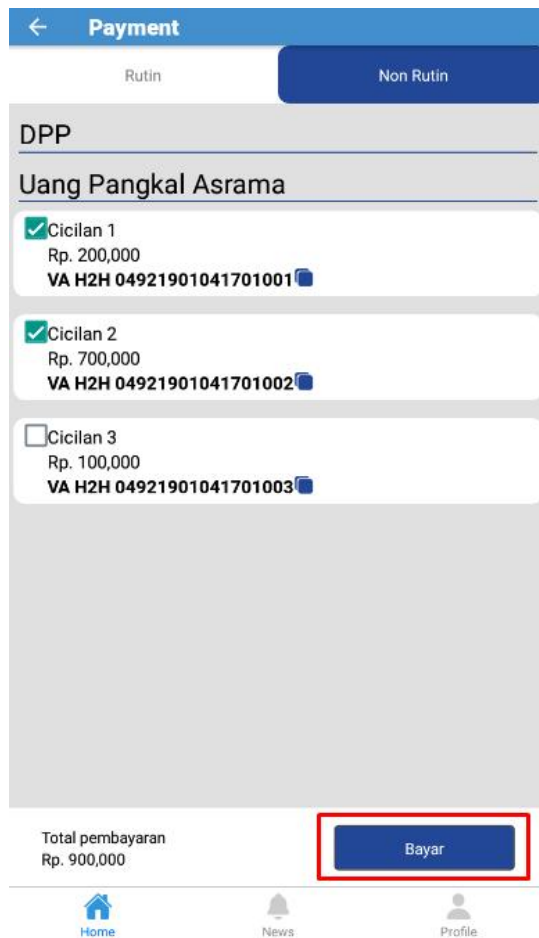 Payment
Rutin
Non Rutin
DPP
Uang Pangkal Asrama
Cicilan 1
Rp. 200,000
VA H2H 04921901041701001
Cicilan 2
Rp. 700,000
VA H2H 04921901041701002
Cicilan 3
Rp. 100,000
VA H2H 04921901041701003
Total pembayaran
Rp. 900,000
Bayar
Home
News
Profile